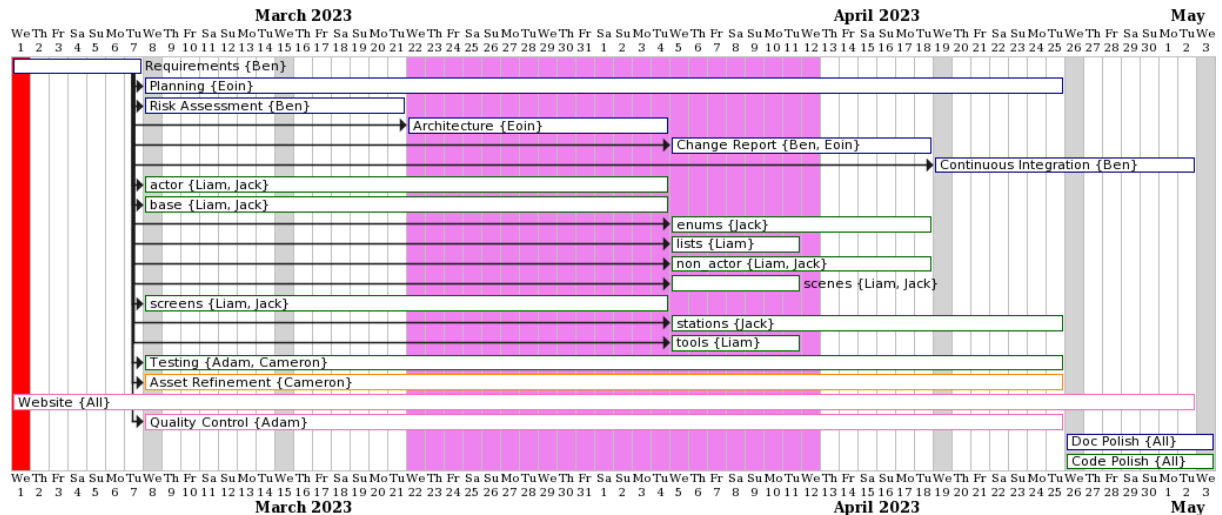 March 2023 April 2023 May
We Th Fr Sa Su Mo Tu We Th Fr Sa Su Mo Tu We Th Fr Sa Su Mo Tu We Th Fr Sa Su Mo Tu We Th Fr Sa Su Mo Tu We Th Fr Sa Su Mo Tu We Th Fr Sa Su Mo Tu We Th Fr Sa Su Mo Tu We Th Fr Sa Su Mo Tu We
1 2 3 4 5 6 7 8 9 10 11 12 13 14 15 16 17 18 19 20 21 22 23 24 25 26 27 28 29 30 31 1 2 3 4 5 6 7 8 9 10 11 12 13 14 15 16 17 18 19 20 21 22 23 24 25 26 27 28 29 30 1 2 3
Requirements {Ben}
Planning {Eoin}
Risk Assessment {Ben}
Architecture {Eoin}
Change Report {Ben, Eoin}
Continuous Integration {Ben}
actor {Liam, Jack}
base {Liam, Jack}
enums {Jack}
lists {Liam}
non_actor {Liam, Jack}
scenes {Liam, Jack}
screens {Liam, Jack}
stations {Jack}
tools {Liam}
Testing {Adam, Cameron}
Asset Refinement {Cameron}
Website {All}
Quality Control {Adam}
Doc Polish {All}
Code Polish {All}
We Th Fr Sa Su Mo Tu We Th Fr Sa Su Mo Tu We Th Fr Sa Su Mo Tu We Th Fr Sa Su Mo Tu We Th Fr Sa Su Mo Tu We Th Fr Sa Su Mo Tu We Th Fr Sa Su Mo Tu We Th Fr Sa Su Mo Tu We Th Fr Sa Su Mo Tu We
1 2 3 4 5 6 7 8 9 10 11 12 13 14 15 16 17 18 19 20 21 22 23 24 25 26 27 28 29 30 31 1 2 3 4 5 6 7 8 9 10 11 12 13 14 15 16 17 18 19 20 21 22 23 24 25 26 27 28 29 30 1 2 3
March 2023 April 2023 May